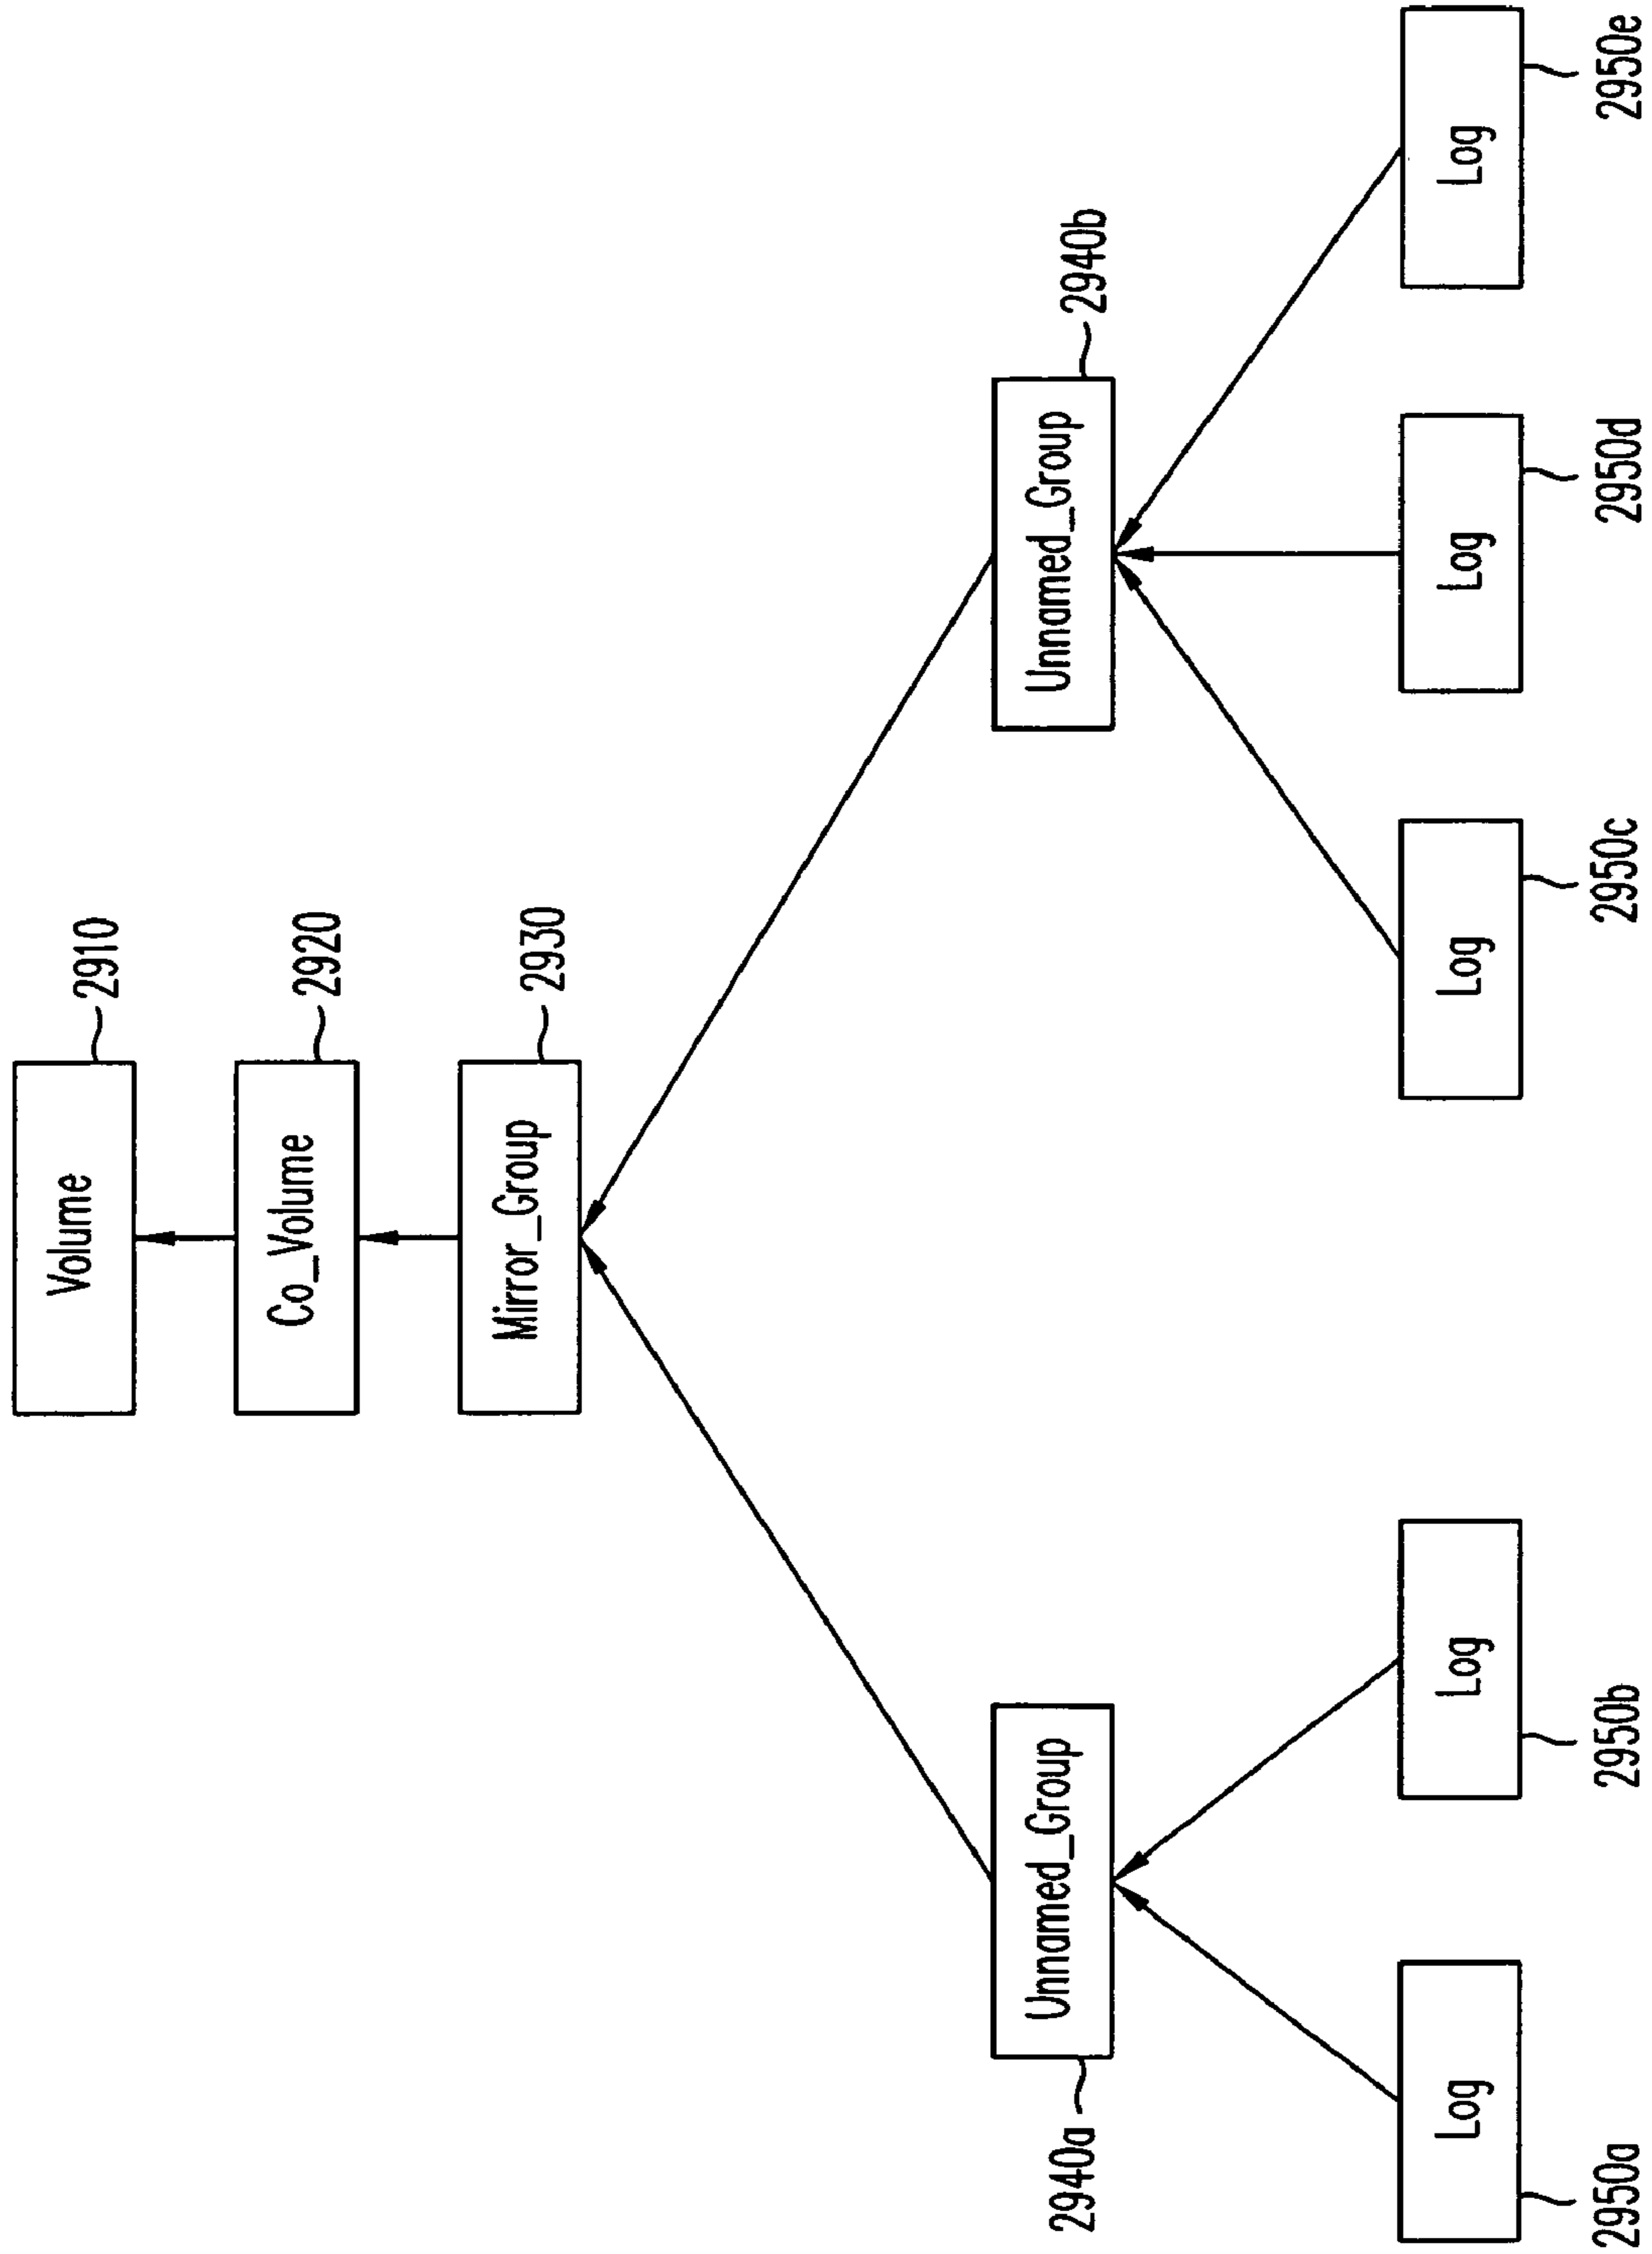 Volume
2910
Co_Volume
2920
Mirror_Group
2930
2940a
Unnamed_Group
Unnamed_Group
2940b
Log
Log
Log
Log
Log
2950a
2950b
2950c
2950d
2950e